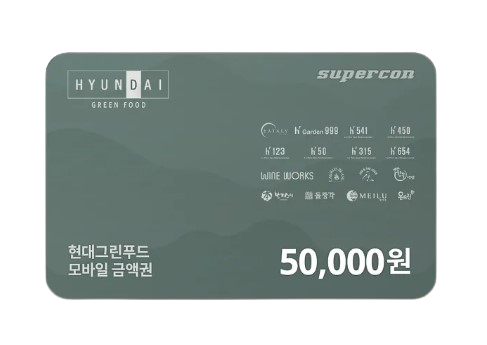 HYUNDAI
GREEN FOOD
supercon
h' Garden 999 h' 541 h' 450
h' 123 h' 50 h' 315 h' 654
WINE WORKS
MEILU
현대그린푸드
모바일 금액권
50,000원